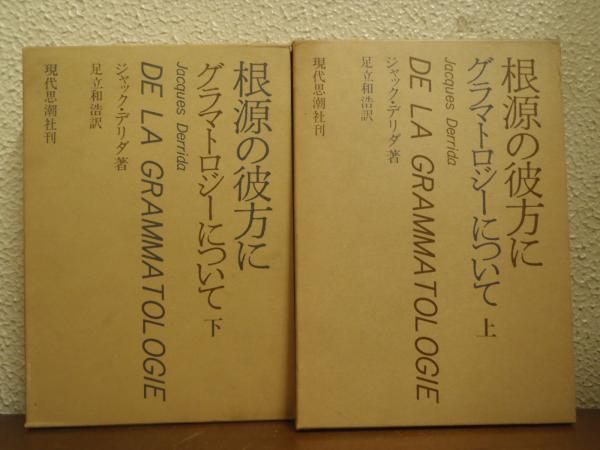 根源の彼方に
グラマトロジーについて 上
DE LA GRAMMATOLOGIE
Jacques Derrida
ジャック・デリダ著
足立和浩訳
現代思潮社刊
根源の彼方に
グラマトロジーについて 下
DE LA GRAMMATOLOGIE
Jacques Derrida
ジャック・デリダ著
足立和浩訳
現代思潮社刊